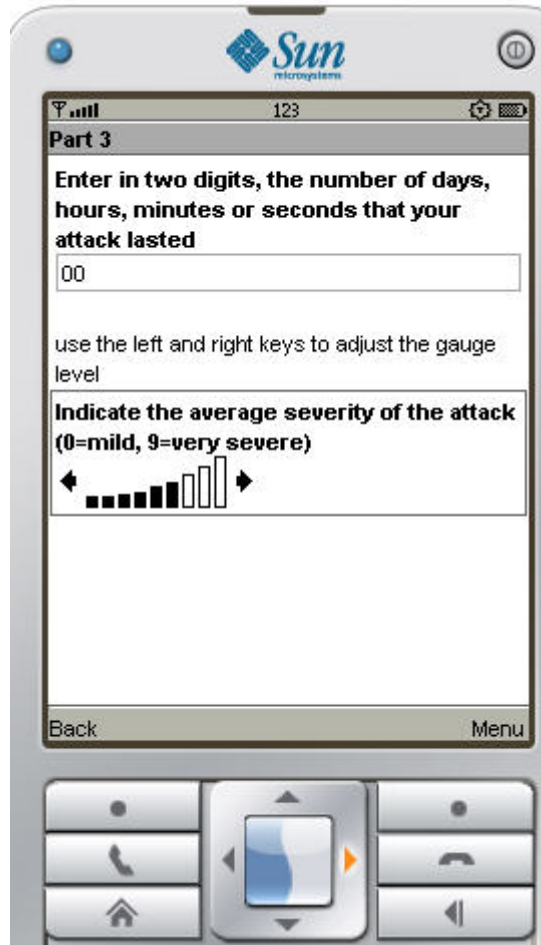 Sun
microsystems
123
Part 3
Enter in two digits, the number of days,
hours, minutes or seconds that your
attack lasted
00
use the left and right keys to adjust the gauge
level
Indicate the average severity of the attack
(0=mild, 9=very severe)
Back
Menu